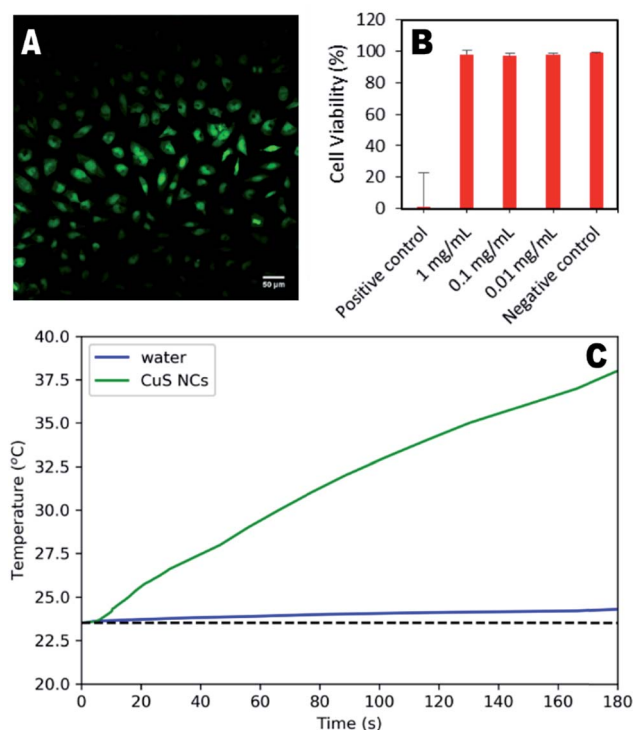 A
50 μm
B
Cell Viability (%)
120
100
80
60
40
20
0
Positive control
1 mg/mL
0.1 mg/mL
0.01 mg/mL
Negative control
C
water
CuS NCs
Temperature (°C)
40.0
37.5
35.0
32.5
30.0
27.5
25.0
22.5
20.0
0 20 40 60 80 100 120 140 160 180
Time (s)